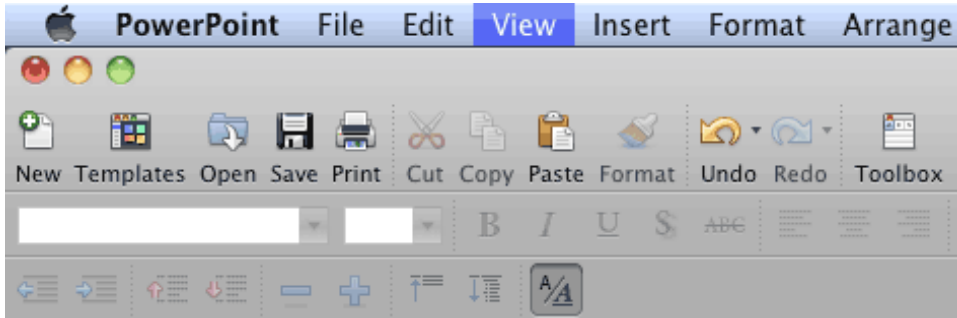 PowerPoint File Edit View Insert Format Arrange
New Templates Open Save Print Cut Copy Paste Format Undo Redo Toolbox
B I U S ABC
A/A